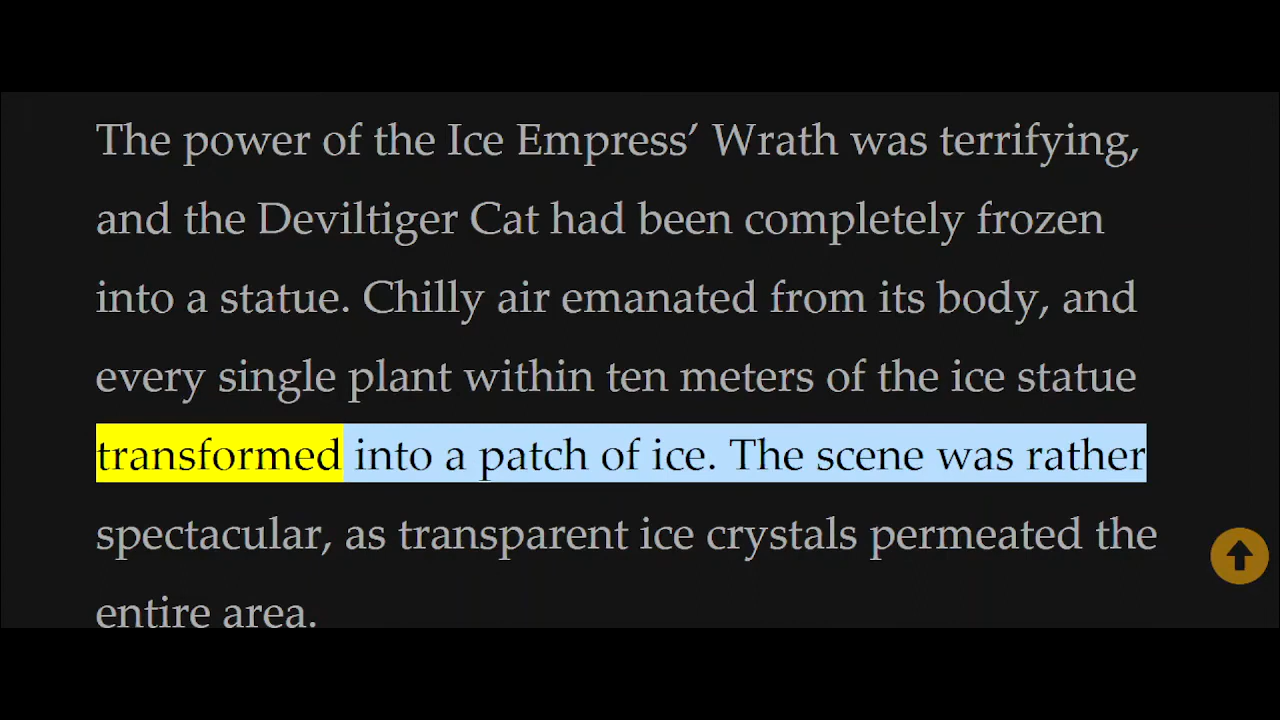 The power of the Ice Empress’ Wrath was terrifying,
and the Deviltiger Cat had been completely frozen
into a statue. Chilly air emanated from its body, and
every single plant within ten meters of the ice statue
transformed into a patch of ice. The scene was rather
spectacular, as transparent ice crystals permeated the
entire area.